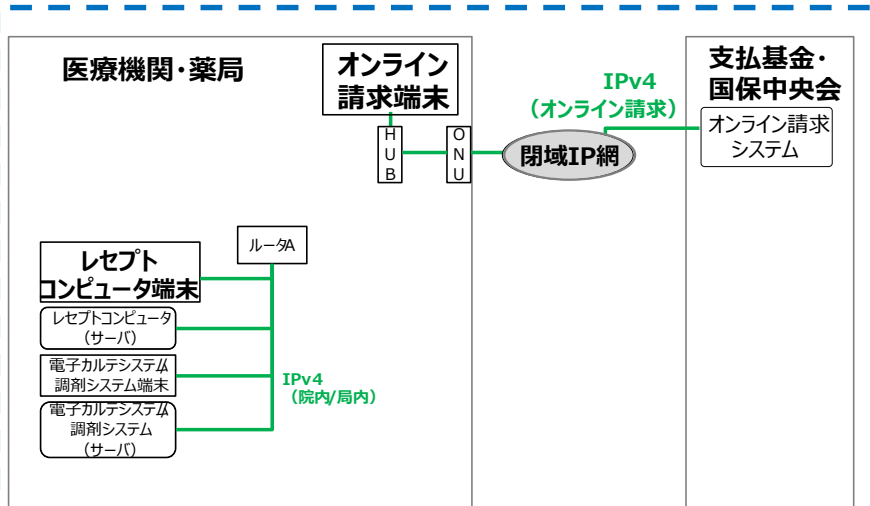 医療機関・薬局
オンライン
請求端末
H
U
B
O
N
U
IPv4
（オンライン請求）
閉域IP網
支払基金・
国保中央会
オンライン請求
システム
ルータA
レセプト
コンピュータ端末
レセプトコンピュータ
（サーバ）
電子カルテシステム/
調剤システム端末
電子カルテシステム/
調剤システム
（サーバ）
IPv4
（院内/局内）